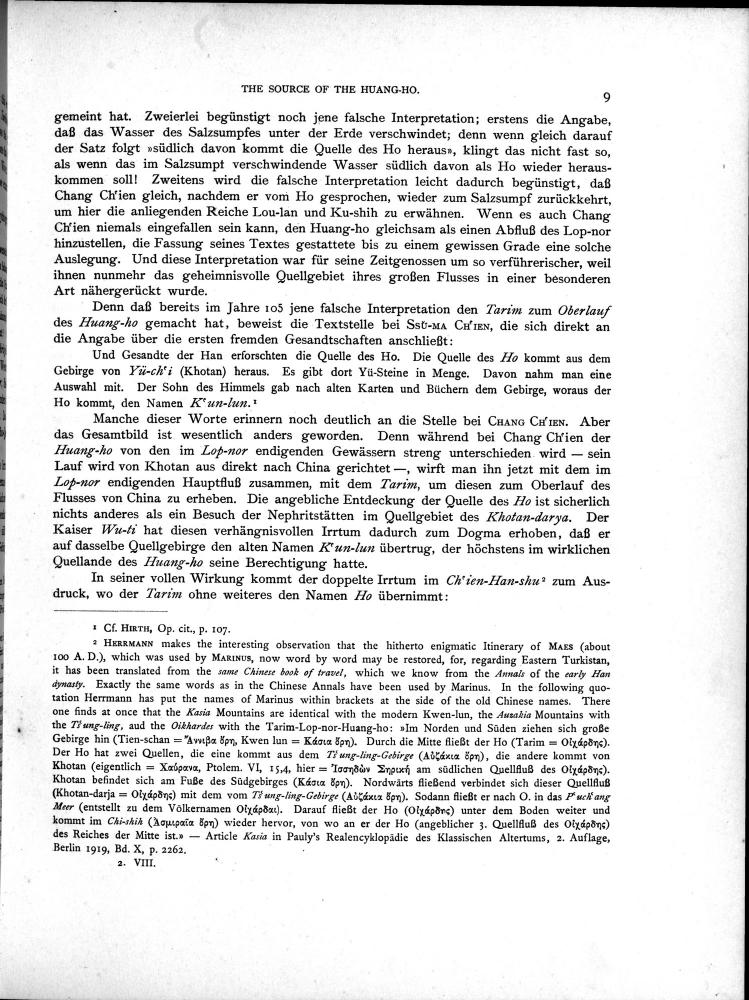 THE SOURCE OF THE HUANG-HO.
9
gemeint hat. Zweierlei begünstigt noch jene falsche Interpretation; erstens die Angabe,
daß das Wasser des Salzsumpfes unter der Erde verschwindet; denn wenn gleich darauf
der Satz folgt »südlich davon kommt die Quelle des Ho heraus», klingt das nicht fast so,
als wenn das im Salzsumpf verschwindende Wasser südlich davon als Ho wieder heraus-
kommen soll! Zweitens wird die falsche Interpretation leicht dadurch begünstigt, daß
Chang Ch'ien gleich, nachdem er vom Ho gesprochen, wieder zum Salzsumpf zurückkehrt,
um hier die anliegenden Reiche Lou-lan und Ku-shih zu erwähnen. Wenn es auch Chang
Ch'ien niemals eingefallen sein kann, den Huang-ho gleichsam als einen Abfluß des Lop-nor
hinzustellen, die Fassung seines Textes gestattete bis zu einem gewissen Grade eine solche
Auslegung. Und diese Interpretation war für seine Zeitgenossen um so verführerischer, weil
ihnen nunmehr das geheimnisvolle Quellgebiet ihres großen Flusses in einer besonderen
Art nähergerückt wurde.
Denn daß bereits im Jahre 105 jene falsche Interpretation den Tarim zum Oberlauf
des Huang-ho gemacht hat, beweist die Textstelle bei SSŬ-MA CH'IEN, die sich direkt an
die Angabe über die ersten fremden Gesandtschaften anschließt:
Und Gesandte der Han erforschten die Quelle des Ho. Die Quelle des Ho kommt aus dem
Gebirge von Yü-ch'i (Khotan) heraus. Es gibt dort Yü-Steine in Menge. Davon nahm man eine
Auswahl mit. Der Sohn des Himmels gab nach alten Karten und Büchern dem Gebirge, woraus der
Ho kommt, den Namen K'un-lun.¹
Manche dieser Worte erinnern noch deutlich an die Stelle bei CHANG CH'IEN. Aber
das Gesamtbild ist wesentlich anders geworden. Denn während bei Chang Ch'ien der
Huang-ho von den im Lop-nor endigenden Gewässern streng unterschieden wird — sein
Lauf wird von Khotan aus direkt nach China gerichtet —, wirft man ihn jetzt mit dem im
Lop-nor endigenden Hauptfluß zusammen, mit dem Tarim, um diesen zum Oberlauf des
Flusses von China zu erheben. Die angebliche Entdeckung der Quelle des Ho ist sicherlich
nichts anderes als ein Besuch der Nephritstätten im Quellgebiet des Khotan-darya. Der
Kaiser Wu-ti hat diesen verhängnisvollen Irrtum dadurch zum Dogma erhoben, daß er
auf dasselbe Quellgebirge den alten Namen K'un-lun übertrug, der höchstens im wirklichen
Quellande des Huang-ho seine Berechtigung hatte.
In seiner vollen Wirkung kommt der doppelte Irrtum im Ch'ien-Han-shu² zum Aus-
druck, wo der Tarim ohne weiteres den Namen Ho übernimmt:
¹ Cf. HIRTH, Op. cit., p. 107.
² HERRMANN makes the interesting observation that the hitherto enigmatic Itinerary of MAES (about
100 A. D.), which was used by MARINUS, now word by word may be restored, for, regarding Eastern Turkistan,
it has been translated from the same Chinese book of travel, which we know from the Annals of the early Han
dynasty. Exactly the same words as in the Chinese Annals have been used by Marinus. In the following quo-
tation Herrmann has put the names of Marinus within brackets at the side of the old Chinese names. There
one finds at once that the Kasia Mountains are identical with the modern Kwen-lun, the Auzakia Mountains with
the Ts'ung-ling, and the Oikhardes with the Tarim-Lop-nor-Huang-ho: »Im Norden und Süden ziehen sich große
Gebirge hin (Tien-schan = Ἄννιβα ὄρη, Kwen lun = Κάσια ὄρη). Durch die Mitte fließt der Ho (Tarim = Οἰχάρδης).
Der Ho hat zwei Quellen, die eine kommt aus dem Ts'ung-ling-Gebirge (Αὐζάκια ὄρη), die andere kommt von
Khotan (eigentlich = Χαύρανα, Ptolem. VI, 15,4, hier = Ἰσσηδὼν Σηρική am südlichen Quellfluß des Οἰχάρδης).
Khotan befindet sich am Fuße des Südgebirges (Κάσια ὄρη). Nordwärts fließend verbindet sich dieser Quellfluß
(Khotan-darja = Οἰχάρδης) mit dem vom Ts'ung-ling-Gebirge (Αὐζάκια ὄρη). Sodann fließt er nach O. in das P'uch'ang
Meer (entstellt zu dem Völkernamen Οἰχάρδαι). Darauf fließt der Ho (Οἰχάρδης) unter dem Boden weiter und
kommt im Chi-shih (Ἀσμιραῖα ὄρη) wieder hervor, von wo an er der Ho (angeblicher 3. Quellfluß des Οἰχάρδης)
des Reiches der Mitte ist.» — Article Kasia in Pauly's Realencyklopädie des Klassischen Altertums, 2. Auflage,
Berlin 1919, Bd. X, p. 2262.
2. VIII.